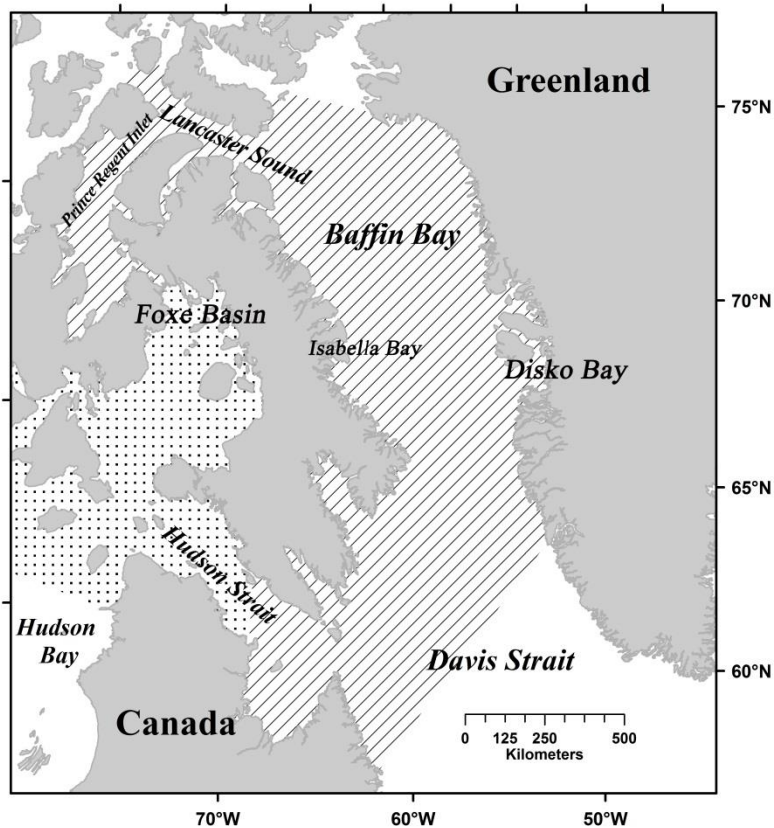 Greenland
75°N
Lancaster Sound
Prince Regent Inlet
Baffin Bay
70°N
Foxe Basin
Isabella Bay
Disko Bay
65°N
Hudson Strait
Hudson
Bay
Davis Strait
60°N
Canada
0 125 250 500
Kilometers
70°W 60°W 50°W